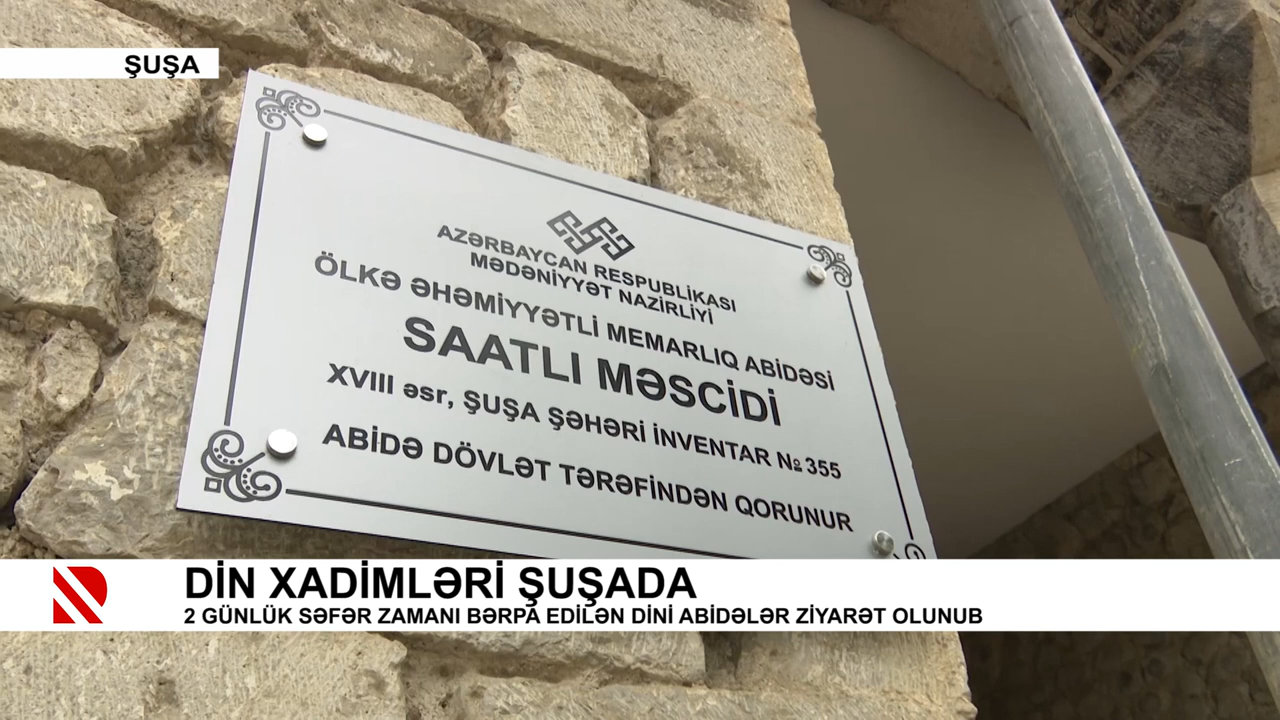 ŞUŞA
AZƏRBAYCAN RESPUBLİKASI
MƏDƏNİYYƏT NAZİRLİYİ
ÖLKƏ ƏHƏMİYYƏTLİ MEMARLIQ ABİDƏSİ
SAATLI MƏSCİDİ
XVIII əsr, ŞUŞA ŞƏHƏRİ İNVENTAR № 355
ABİDƏ DÖVLƏT TƏRƏFİNDƏN QORUNUR
DİN XADİMLƏRİ ŞUŞADA
2 GÜNLÜK SƏFƏR ZAMANI BƏRPA EDİLƏN DİNİ ABİDƏLƏR ZİYARƏT OLUNUB